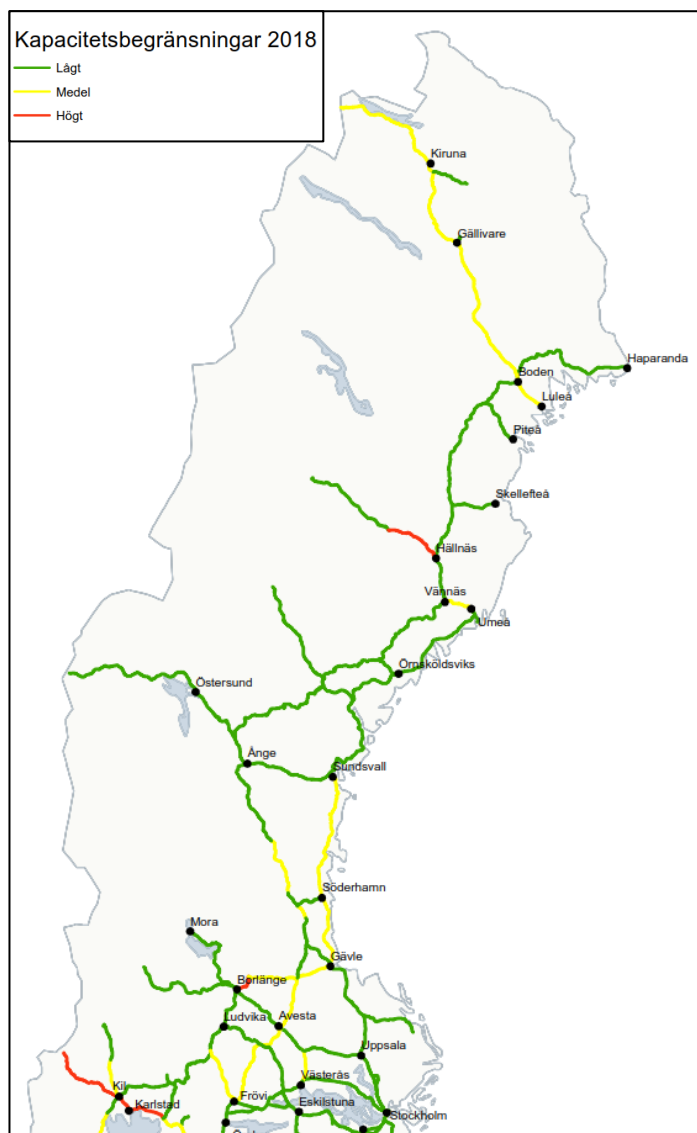 Kapacitetsbegränsningar 2018
Lågt
Medel
Högt
Kiruna
Gällivare
Haparanda
Boden
Luleå
Piteå
Skellefteå
Hällnäs
Vännäs
Umeå
Örnsköldsviks
Östersund
Ånge
Sundsvall
Söderhamn
Mora
Gävle
Borlänge
Ludvika
Avesta
Uppsala
Västerås
Kil
Frövi
Karlstad
Eskilstuna
Stockholm